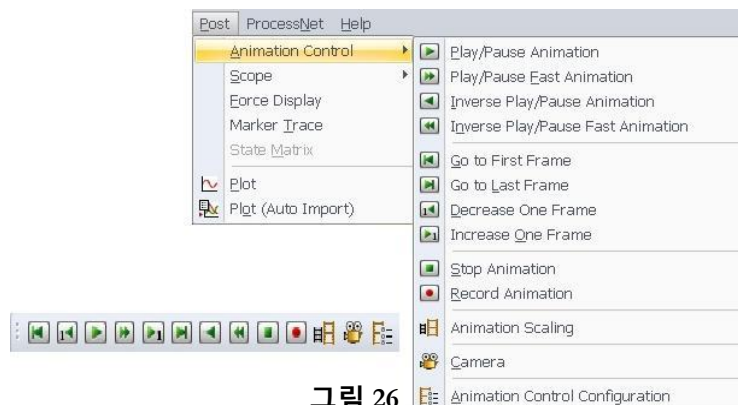 Post ProcessNet Help
Animation Control
Scope
Force Display
Marker Trace
State Matrix
Plot
Plot (Auto Import)
Play/Pause Animation
Play/Pause Fast Animation
Inverse Play/Pause Animation
Inverse Play/Pause Fast Animation
Go to First Frame
Go to Last Frame
Decrease One Frame
Increase One Frame
Stop Animation
Record Animation
Animation Scaling
Camera
Animation Control Configuration
그림 26